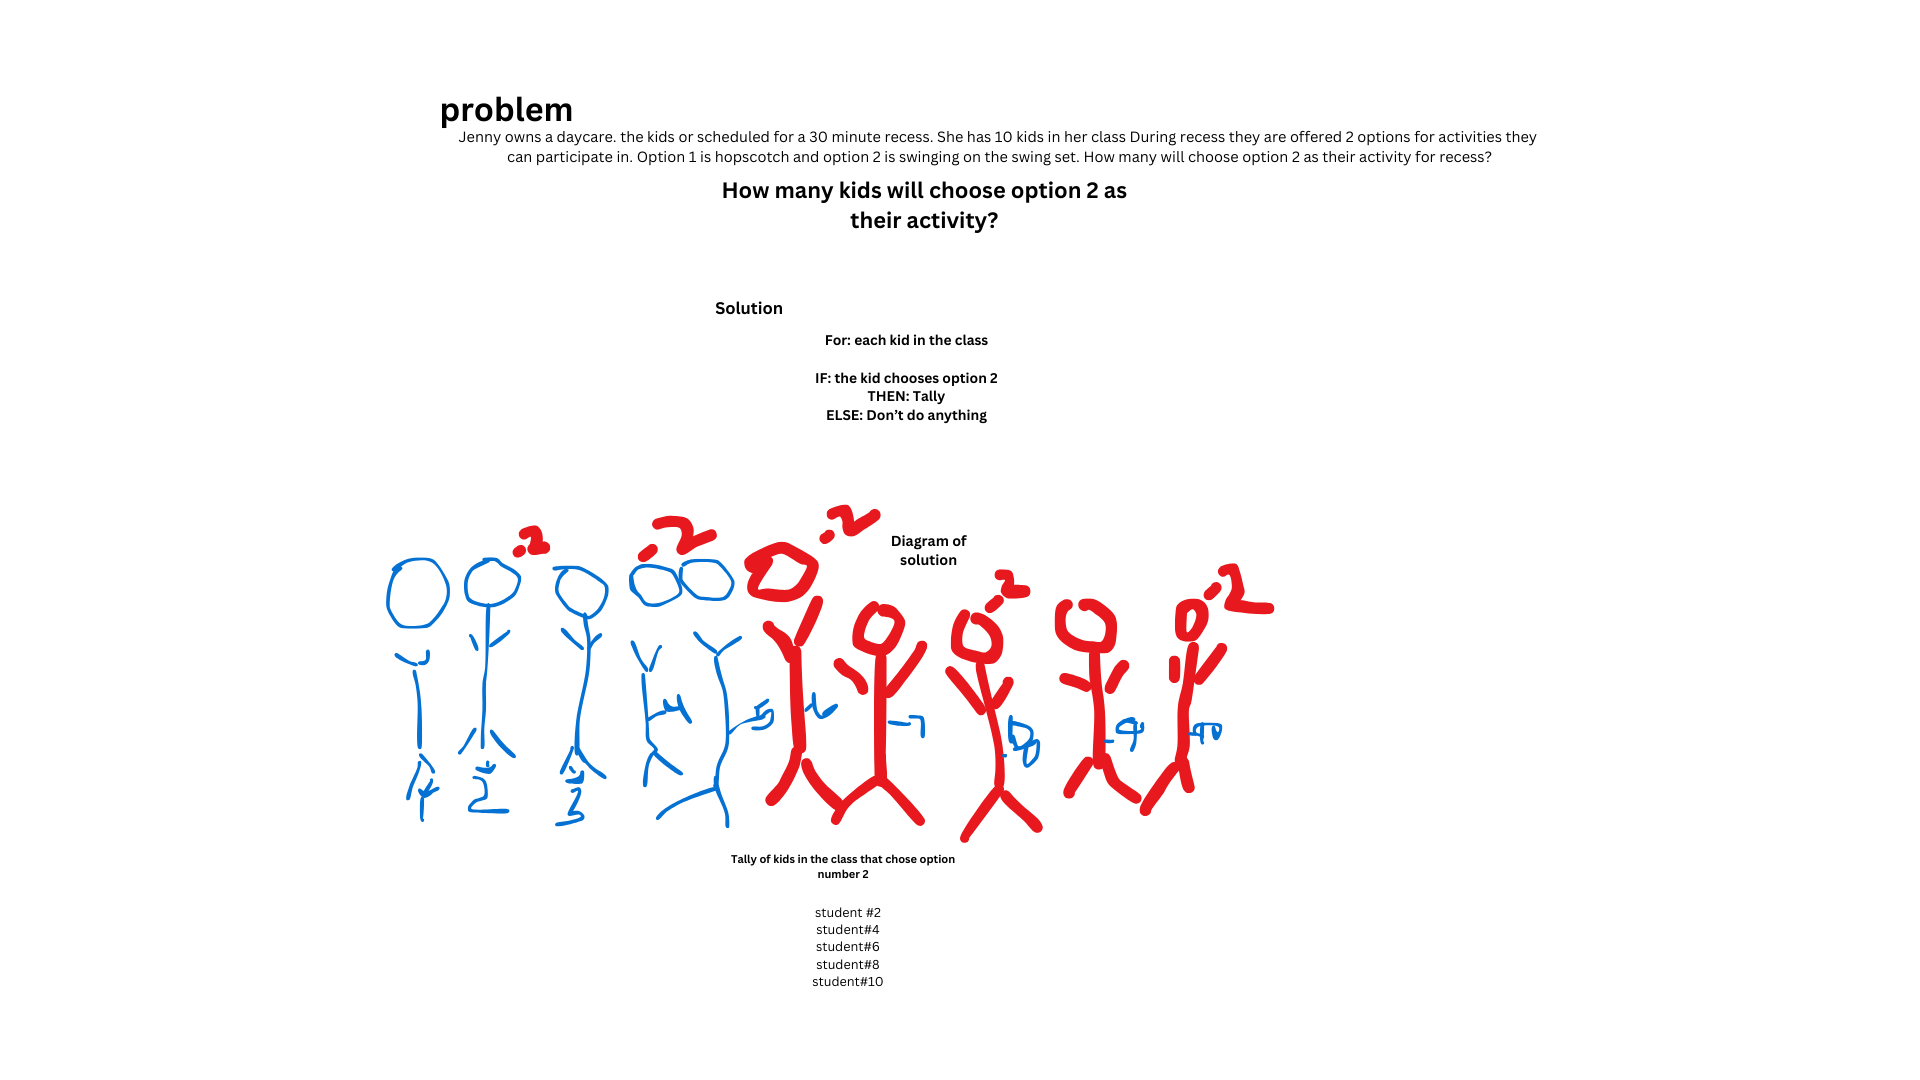 problem
Jenny owns a daycare. the kids or scheduled for a 30 minute recess. She has 10 kids in her class During recess they are offered 2 options for activities they
can participate in. Option 1 is hopscotch and option 2 is swinging on the swing set. How many will choose option 2 as their activity for recess?
How many kids will choose option 2 as
their activity?
Solution
For: each kid in the class
IF: the kid chooses option 2
THEN: Tally
ELSE: Don’t do anything
Diagram of
solution
2
2
2
2
2
4
5
6
7
8
9
10
1
2
3
Tally of kids in the class that chose option
number 2
student #2
student#4
student#6
student#8
student#10